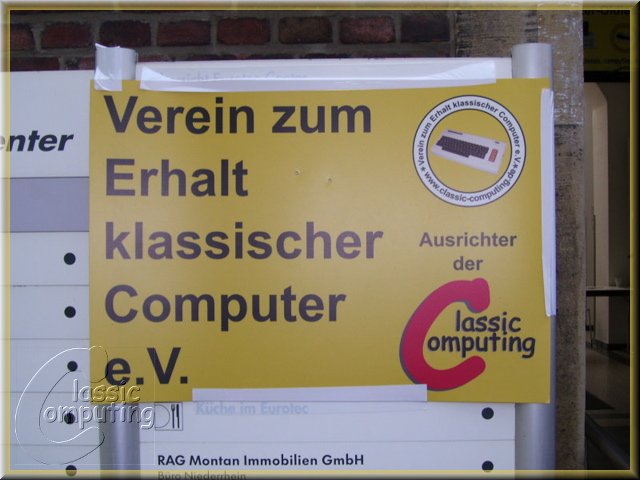 enter
Verein zum
Erhalt
klassischer
Computer
e.V.
Verein zum Erhalt klassischer Computer e.V.
www.classic-computing.de
Ausrichter
der
Classic
Computing
Classic
Computing
Küche im Eurotec
RAG Montan Immobilien GmbH
Büro Niederrhein